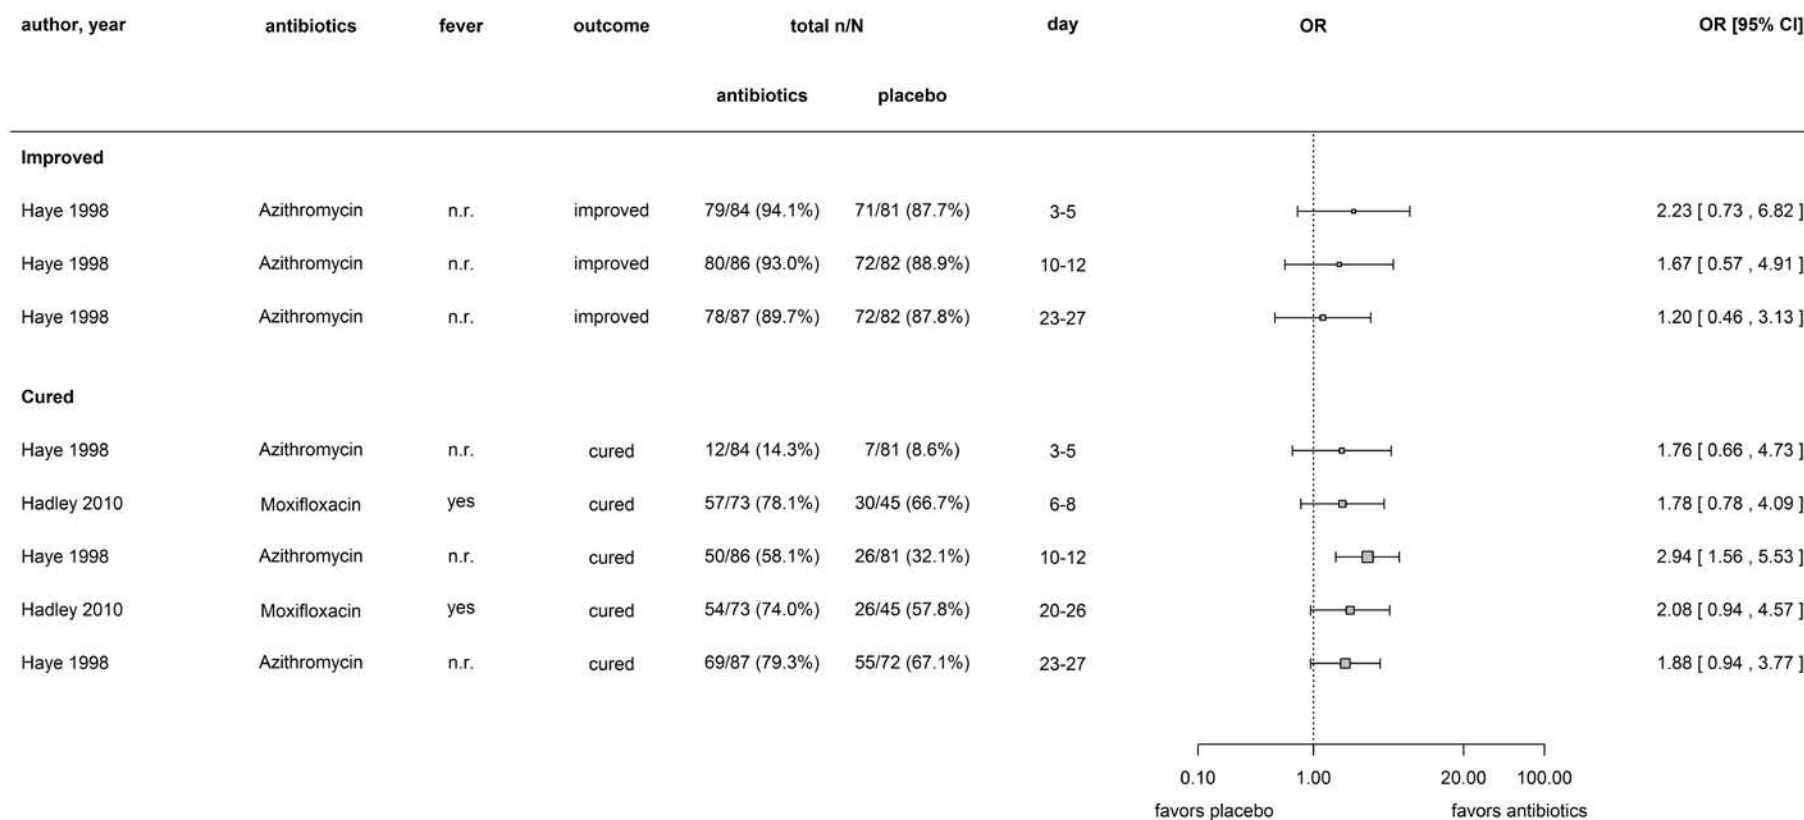 author, year antibiotics fever outcome total n/N day OR OR [95% CI]
antibiotics placebo
Improved
Haye 1998 Azithromycin n.r. improved 79/84 (94.1%) 71/81 (87.7%) 3-5 2.23 [ 0.73 , 6.82 ]
Haye 1998 Azithromycin n.r. improved 80/86 (93.0%) 72/82 (88.9%) 10-12 1.67 [ 0.57 , 4.91 ]
Haye 1998 Azithromycin n.r. improved 78/87 (89.7%) 72/82 (87.8%) 23-27 1.20 [ 0.46 , 3.13 ]
Cured
Haye 1998 Azithromycin n.r. cured 12/84 (14.3%) 7/81 (8.6%) 3-5 1.76 [ 0.66 , 4.73 ]
Hadley 2010 Moxifloxacin yes cured 57/73 (78.1%) 30/45 (66.7%) 6-8 1.78 [ 0.78 , 4.09 ]
Haye 1998 Azithromycin n.r. cured 50/86 (58.1%) 26/81 (32.1%) 10-12 2.94 [ 1.56 , 5.53 ]
Hadley 2010 Moxifloxacin yes cured 54/73 (74.0%) 26/45 (57.8%) 20-26 2.08 [ 0.94 , 4.57 ]
Haye 1998 Azithromycin n.r. cured 69/87 (79.3%) 55/72 (67.1%) 23-27 1.88 [ 0.94 , 3.77 ]
0.10 1.00 20.00 100.00
favors placebo favors antibiotics